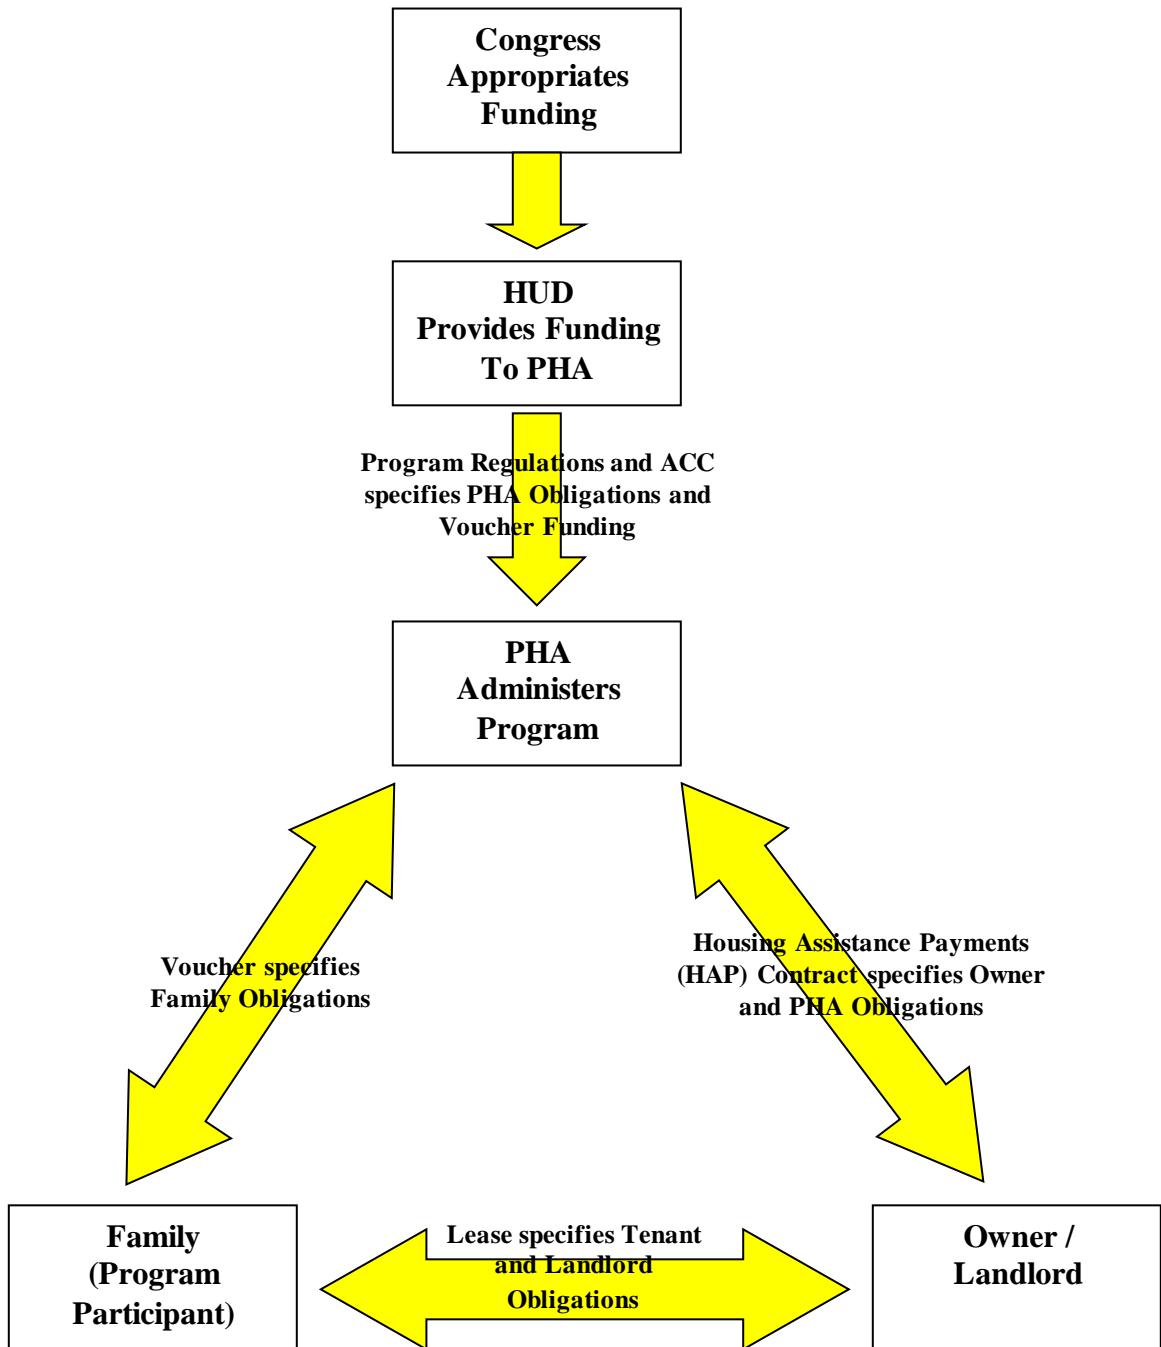 Congress
Appropriates
Funding
HUD
Provides Funding
To PHA
Program Regulations and ACC
specifies PHA Obligations and
Voucher Funding
PHA
Administers
Program
Voucher specifies
Family Obligations
Housing Assistance Payments
(HAP) Contract specifies Owner
and PHA Obligations
Family
(Program
Participant)
Lease specifies Tenant
and Landlord
Obligations
Owner /
Landlord